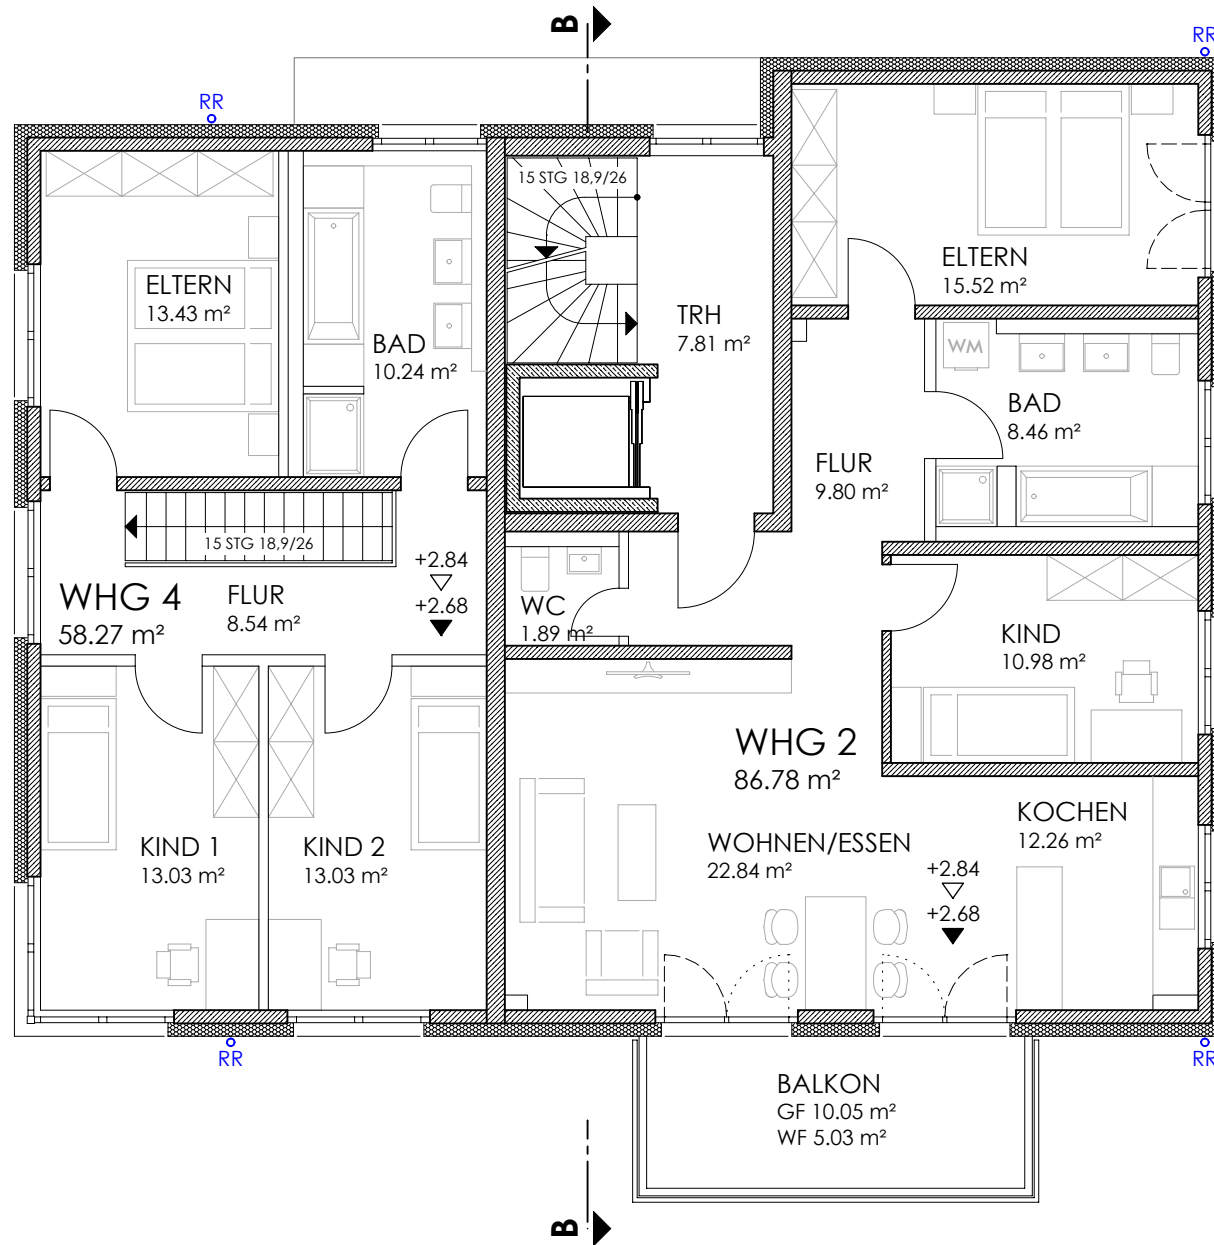 B
RR
RR
15 STG 18,9/26
ELTERN
13.43 m²
BAD
10.24 m²
TRH
7.81 m²
ELTERN
15.52 m²
WM
BAD
8.46 m²
FLUR
9.80 m²
15 STG 18,9/26
WHG 4
58.27 m²
FLUR
8.54 m²
+2.84
+2.68
WC
1.89 m²
KIND
10.98 m²
WHG 2
86.78 m²
KIND 1
13.03 m²
KIND 2
13.03 m²
WOHNEN/ESSEN
22.84 m²
KOCHEN
12.26 m²
+2.84
+2.68
RR
RR
BALKON
GF 10.05 m²
WF 5.03 m²
B